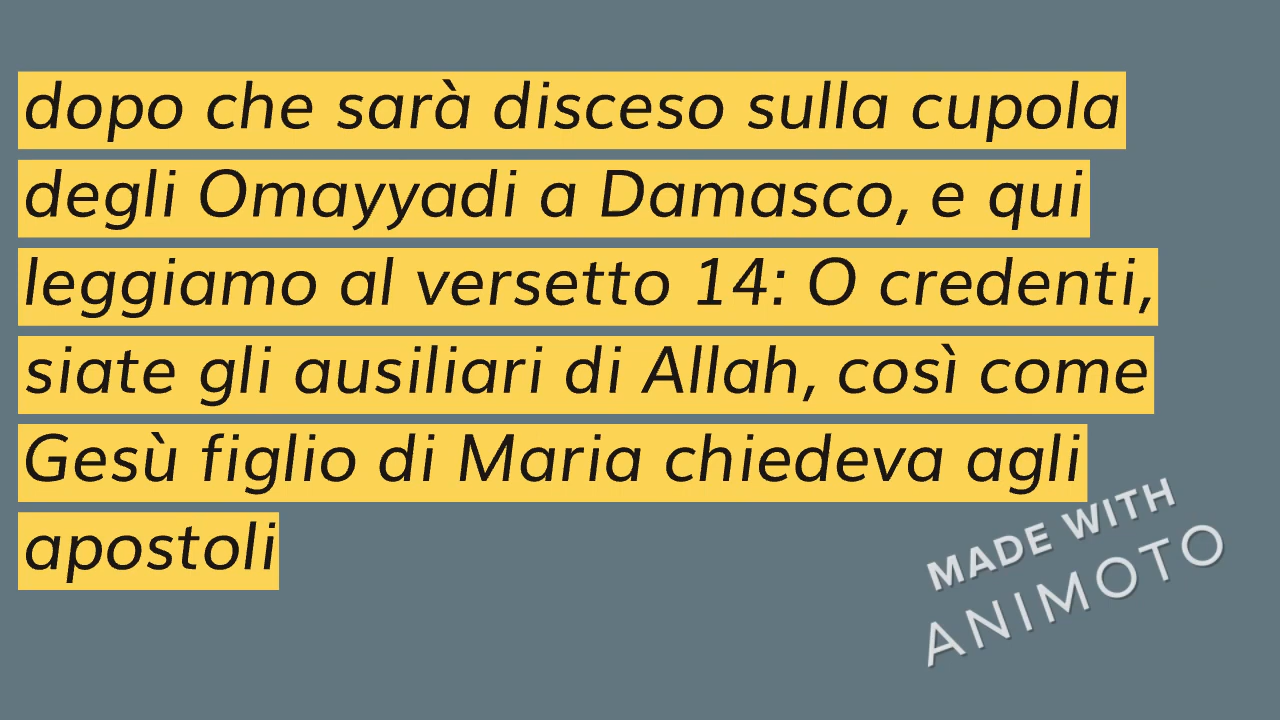 dopo che sarà disceso sulla cupola
degli Omayyadi a Damasco, e qui
leggiamo al versetto 14: O credenti,
siate gli ausiliari di Allah, così come
Gesù figlio di Maria chiedeva agli
apostoli
MADE WITH
ANIMOTO